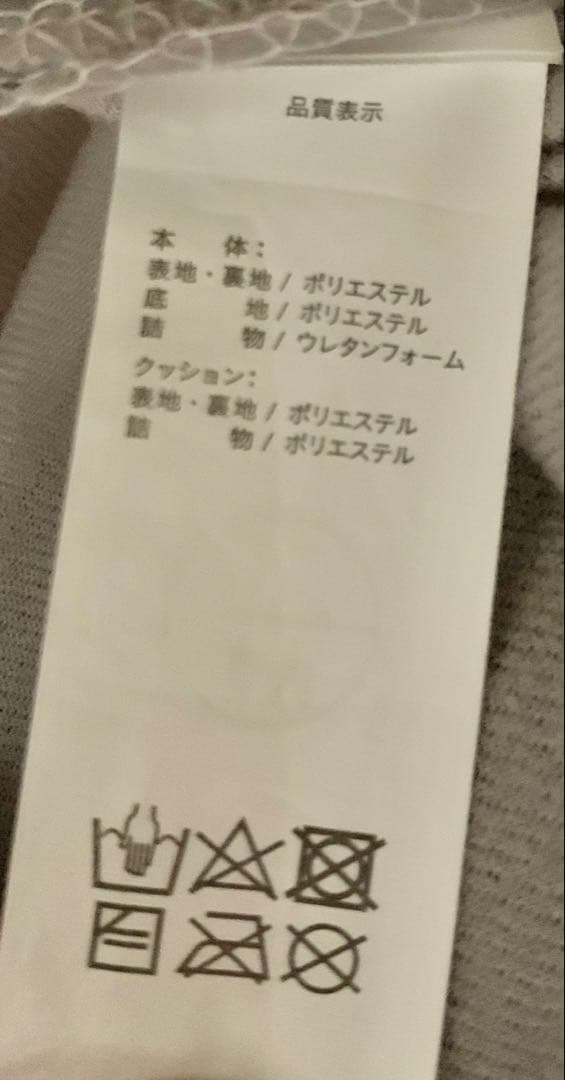 品質表示
本　体：
表地・裏地 / ポリエステル
底　地 / ポリエステル
詰　物 / ウレタンフォーム
クッション：
表地・裏地 / ポリエステル
詰　物 / ポリエステル